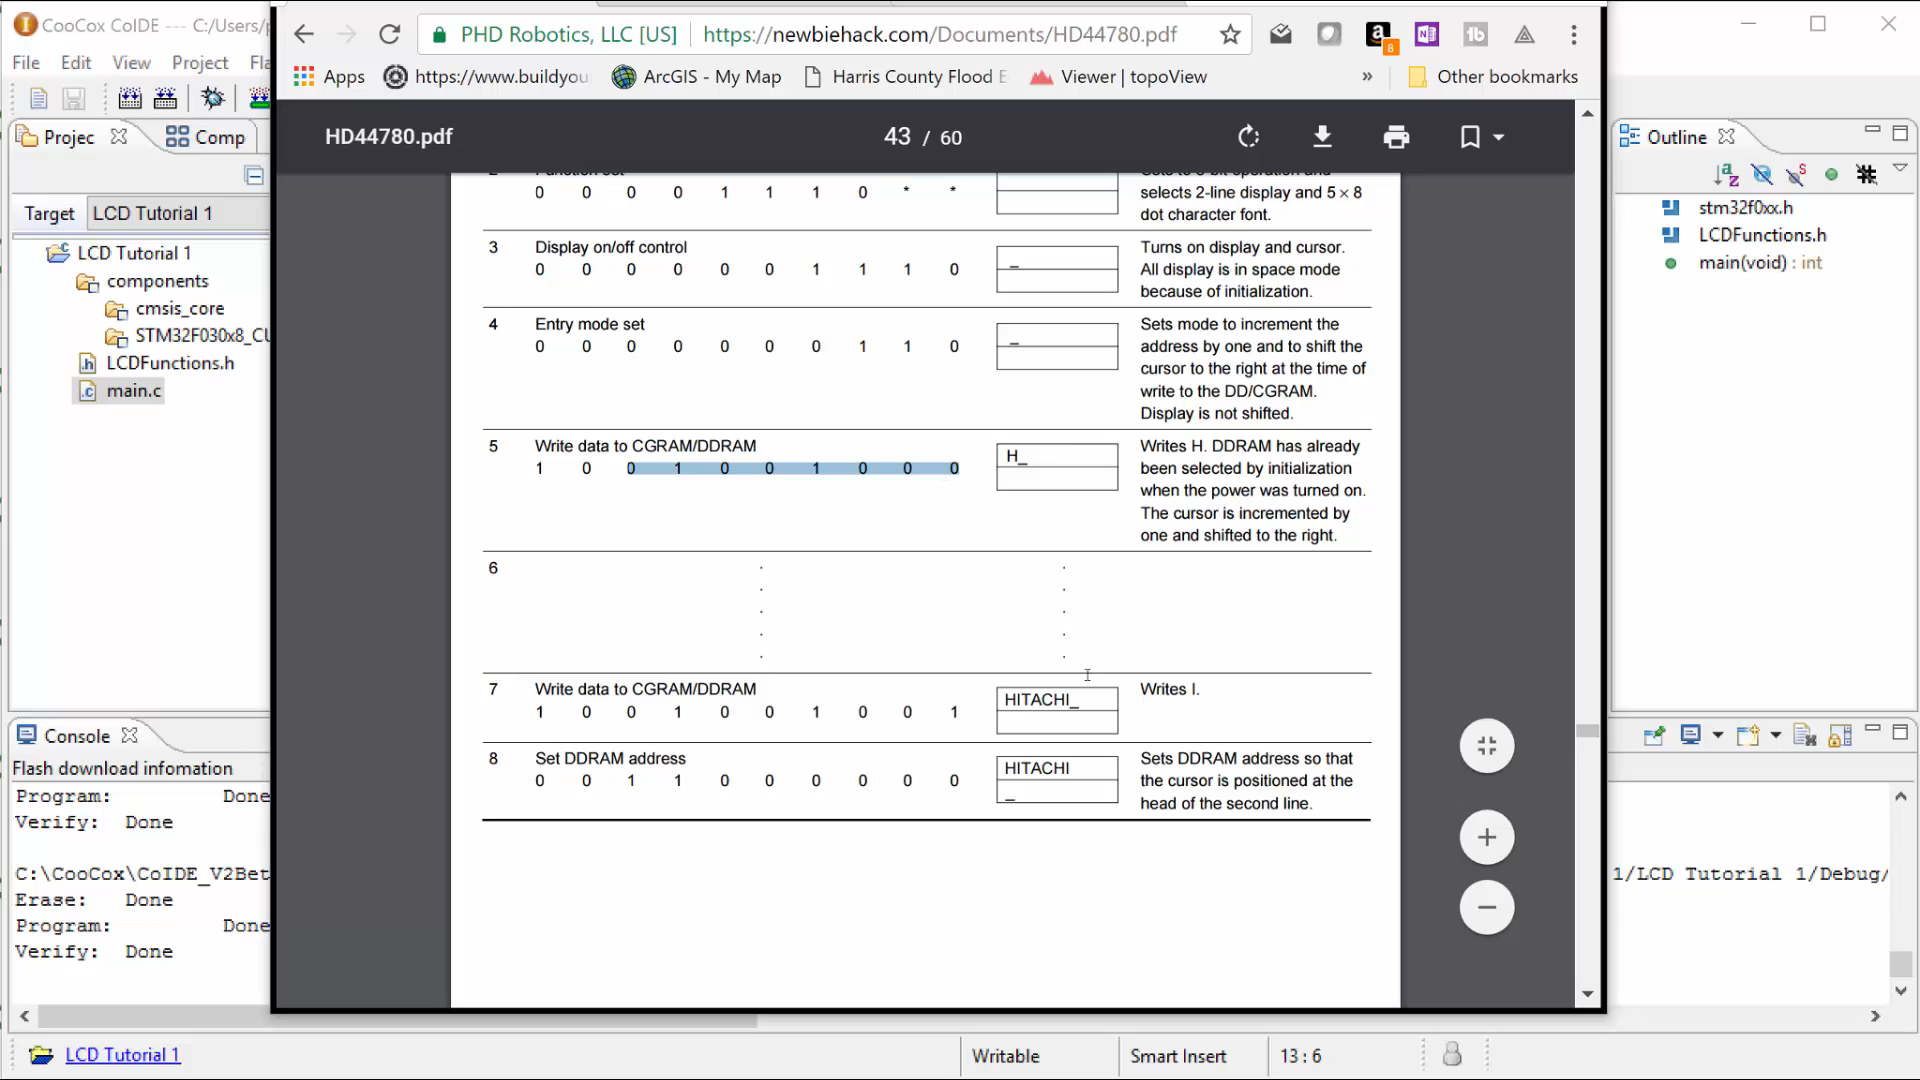 CooCox CoIDE --- C:/Users/p
File Edit View Project Fla
Projec Comp
Target LCD Tutorial 1
LCD Tutorial 1
components
cmsis_core
STM32F030x8_CL
LCDFunctions.h
main.c
PHD Robotics, LLC [US] https://newbiehack.com/Documents/HD44780.pdf
8
Apps https://www.buildyou ArcGIS - My Map Harris County Flood Viewer | topoView » Other bookmarks
HD44780.pdf 43 / 60
0 0 0 0 1 1 1 0 * *
selects 2-line display and 5 × 8
dot character font.
3 Display on/off control
0 0 0 0 0 0 1 1 1 0
_
Turns on display and cursor.
All display is in space mode
because of initialization.
4 Entry mode set
0 0 0 0 0 0 0 1 1 0
_
Sets mode to increment the
address by one and to shift the
cursor to the right at the time of
write to the DD/CGRAM.
Display is not shifted.
5 Write data to CGRAM/DDRAM
1 0 0 1 0 0 1 0 0 0
H_
Writes H. DDRAM has already
been selected by initialization
when the power was turned on.
The cursor is incremented by
one and shifted to the right.
6
7 Write data to CGRAM/DDRAM
1 0 0 1 0 0 1 0 0 1
HITACHI_
Writes I.
8 Set DDRAM address
0 0 1 1 0 0 0 0 0 0
HITACHI
_
Sets DDRAM address so that
the cursor is positioned at the
head of the second line.
Outline
stm32f0xx.h
LCDFunctions.h
main(void) : int
Console
Flash download infomation
Program: Done
Verify: Done
C:\CooCox\CoIDE_V2Bet
1/LCD Tutorial 1/Debug/
Erase: Done
Program: Done
Verify: Done
LCD Tutorial 1 Writable Smart Insert 13 : 6